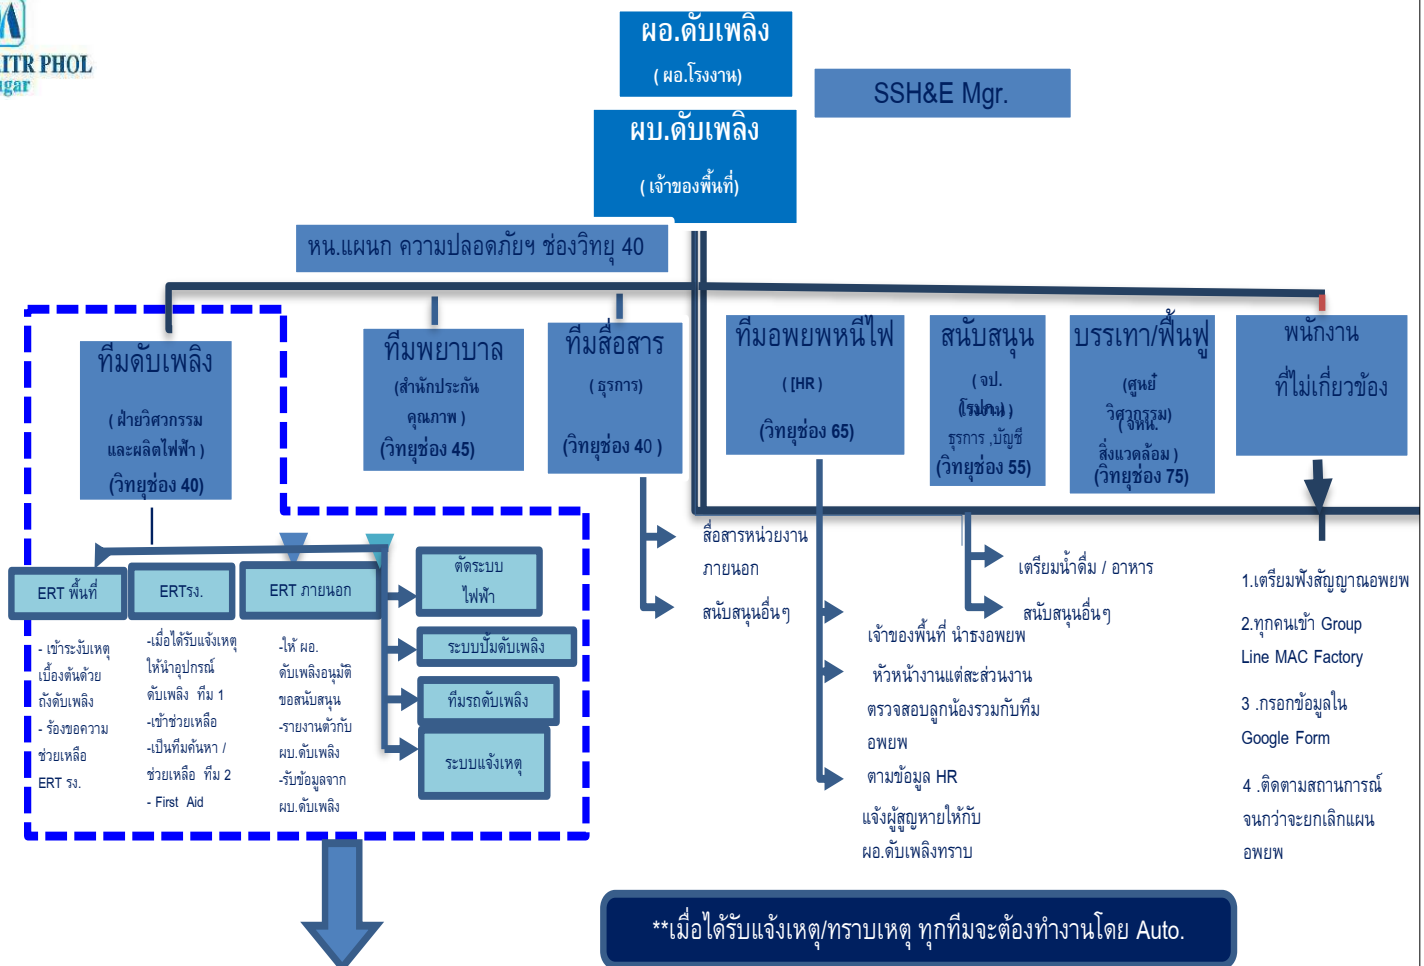 ITR PHOL
ugar
ผอ.ดับเพลิง
( ผอ.โรงงาน)
SSH&E Mgr.
ผบ.ดับเพลิง
( เจ้าของพื้นที่)
หน.แผนก ความปลอดภัยฯ ช่องวิทยุ 40
ทีมดับเพลิง
( ฝ่ายวิศวกรรม
และผลิตไฟฟ้า )
(วิทยุช่อง 40)
ทีมพยาบาล
(สำนักประกัน
คุณภาพ )
(วิทยุช่อง 45)
ทีมสื่อสาร
( ธุรการ)
(วิทยุช่อง 40 )
ทีมอพยพหนีไฟ
( [HR )
(วิทยุช่อง 65)
สนับสนุน
( จป.
ธุรการ ,บัญชี
(วิทยุช่อง 55)
บรรเทา/ฟื้นฟู
(ศูนย์
วิศวกรรม)
( จหน.
สิ่งแวดล้อม )
(วิทยุช่อง 75)
พนักงาน
ที่ไม่เกี่ยวข้อง
ERT พื้นที่
ERTรง.
ERT ภายนอก
ตัดระบบ
ไฟฟ้า
ระบบปั๊มดับเพลิง
ทีมรถดับเพลิง
ระบบแจ้งเหตุ
- เข้าระงับเหตุ
เบื้องต้นด้วย
ถังดับเพลิง
- ร้องขอความ
ช่วยเหลือ
ERT รง.
-เมื่อได้รับแจ้งเหตุ
ให้นำอุปกรณ์
ดับเพลิง ทีม 1
-เข้าช่วยเหลือ
-เป็นทีมค้นหา /
ช่วยเหลือ ทีม 2
- First Aid
-ให้ ผอ.
ดับเพลิงอนุมัติ
ขอสนับสนุน
-รายงานตัวกับ
ผบ.ดับเพลิง
-รับข้อมูลจาก
ผบ.ดับเพลิง
สื่อสารหน่วยงาน
ภายนอก
สนับสนุนอื่นๆ
เจ้าของพื้นที่ นำธงอพยพ
หัวหน้างานแต่ละส่วนงาน
ตรวจสอบลูกน้องรวมกับทีม
อพยพ
ตามข้อมูล HR
แจ้งผู้สูญหายให้กับ
ผอ.ดับเพลิงทราบ
เตรียมน้ำดื่ม / อาหาร
สนับสนุนอื่นๆ
1.เตรียมฟังสัญญาณอพยพ
2.ทุกคนเข้า Group
Line MAC Factory
3 .กรอกข้อมูลใน
Google Form
4 .ติดตามสถานการณ์
จนกว่าจะยกเลิกแผน
อพยพ
**เมื่อได้รับแจ้งเหตุ/ทราบเหตุ ทุกทีมจะต้องทำงานโดย Auto.